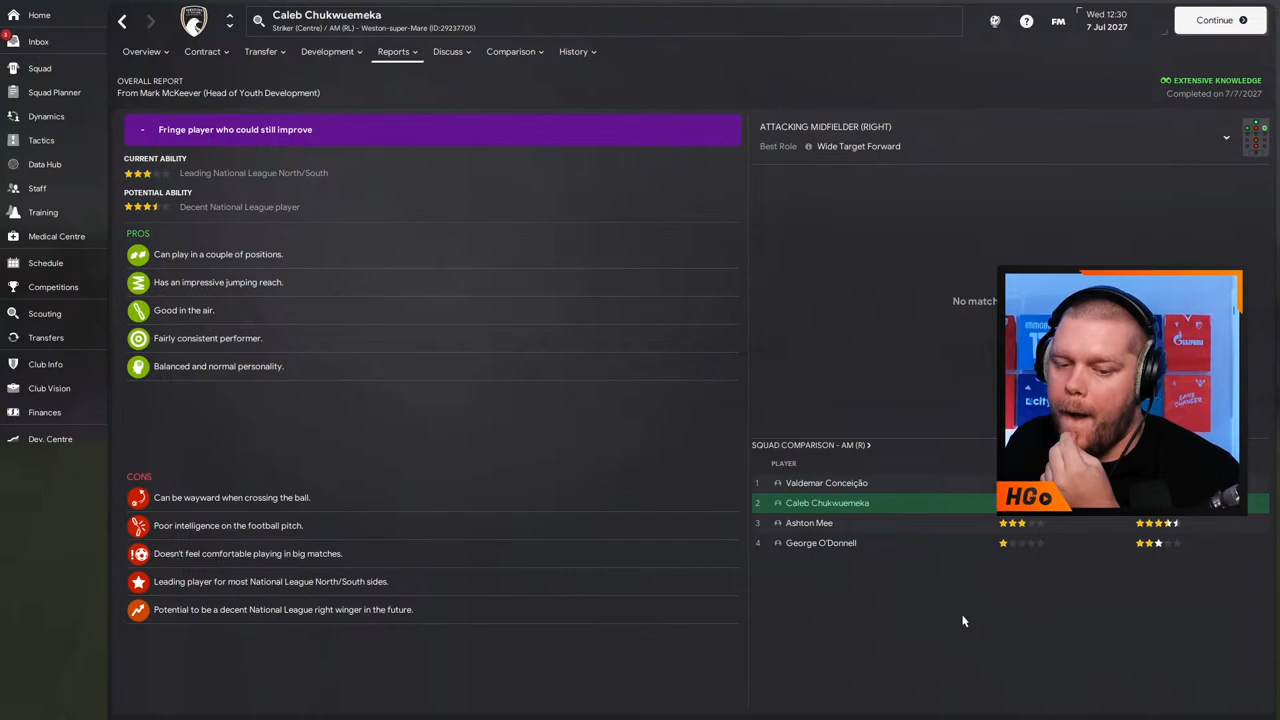 Home
3
Inbox
Squad
Squad Planner
Dynamics
Tactics
Data Hub
Staff
Training
Medical Centre
Schedule
Competitions
Scouting
Transfers
Club Info
Club Vision
Finances
Dev. Centre
Caleb Chukwuemeka
Striker (Centre) / AM (RL) - Weston-super-Mare (ID:29237705)
?
FM
Wed 12:30
7 Jul 2027
Continue
Overview
Contract
Transfer
Development
Reports
Discuss
Comparison
History
OVERALL REPORT
From Mark McKeever (Head of Youth Development)
EXTENSIVE KNOWLEDGE
Completed on 7/7/2027
- Fringe player who could still improve
CURRENT ABILITY
Leading National League North/South
POTENTIAL ABILITY
Decent National League player
PROS
Can play in a couple of positions.
Has an impressive jumping reach.
Good in the air.
Fairly consistent performer.
Balanced and normal personality.
CONS
Can be wayward when crossing the ball.
Poor intelligence on the football pitch.
Doesn't feel comfortable playing in big matches.
Leading player for most National League North/South sides.
Potential to be a decent National League right winger in the future.
ATTACKING MIDFIELDER (RIGHT)
Best Role Wide Target Forward
No match
SQUAD COMPARISON - AM (R)
PLAYER
1 Valdemar Conceição
2 Caleb Chukwuemeka
3 Ashton Mee
4 George O'Donnell
GAZPROM
GAME CHANGER
HGo